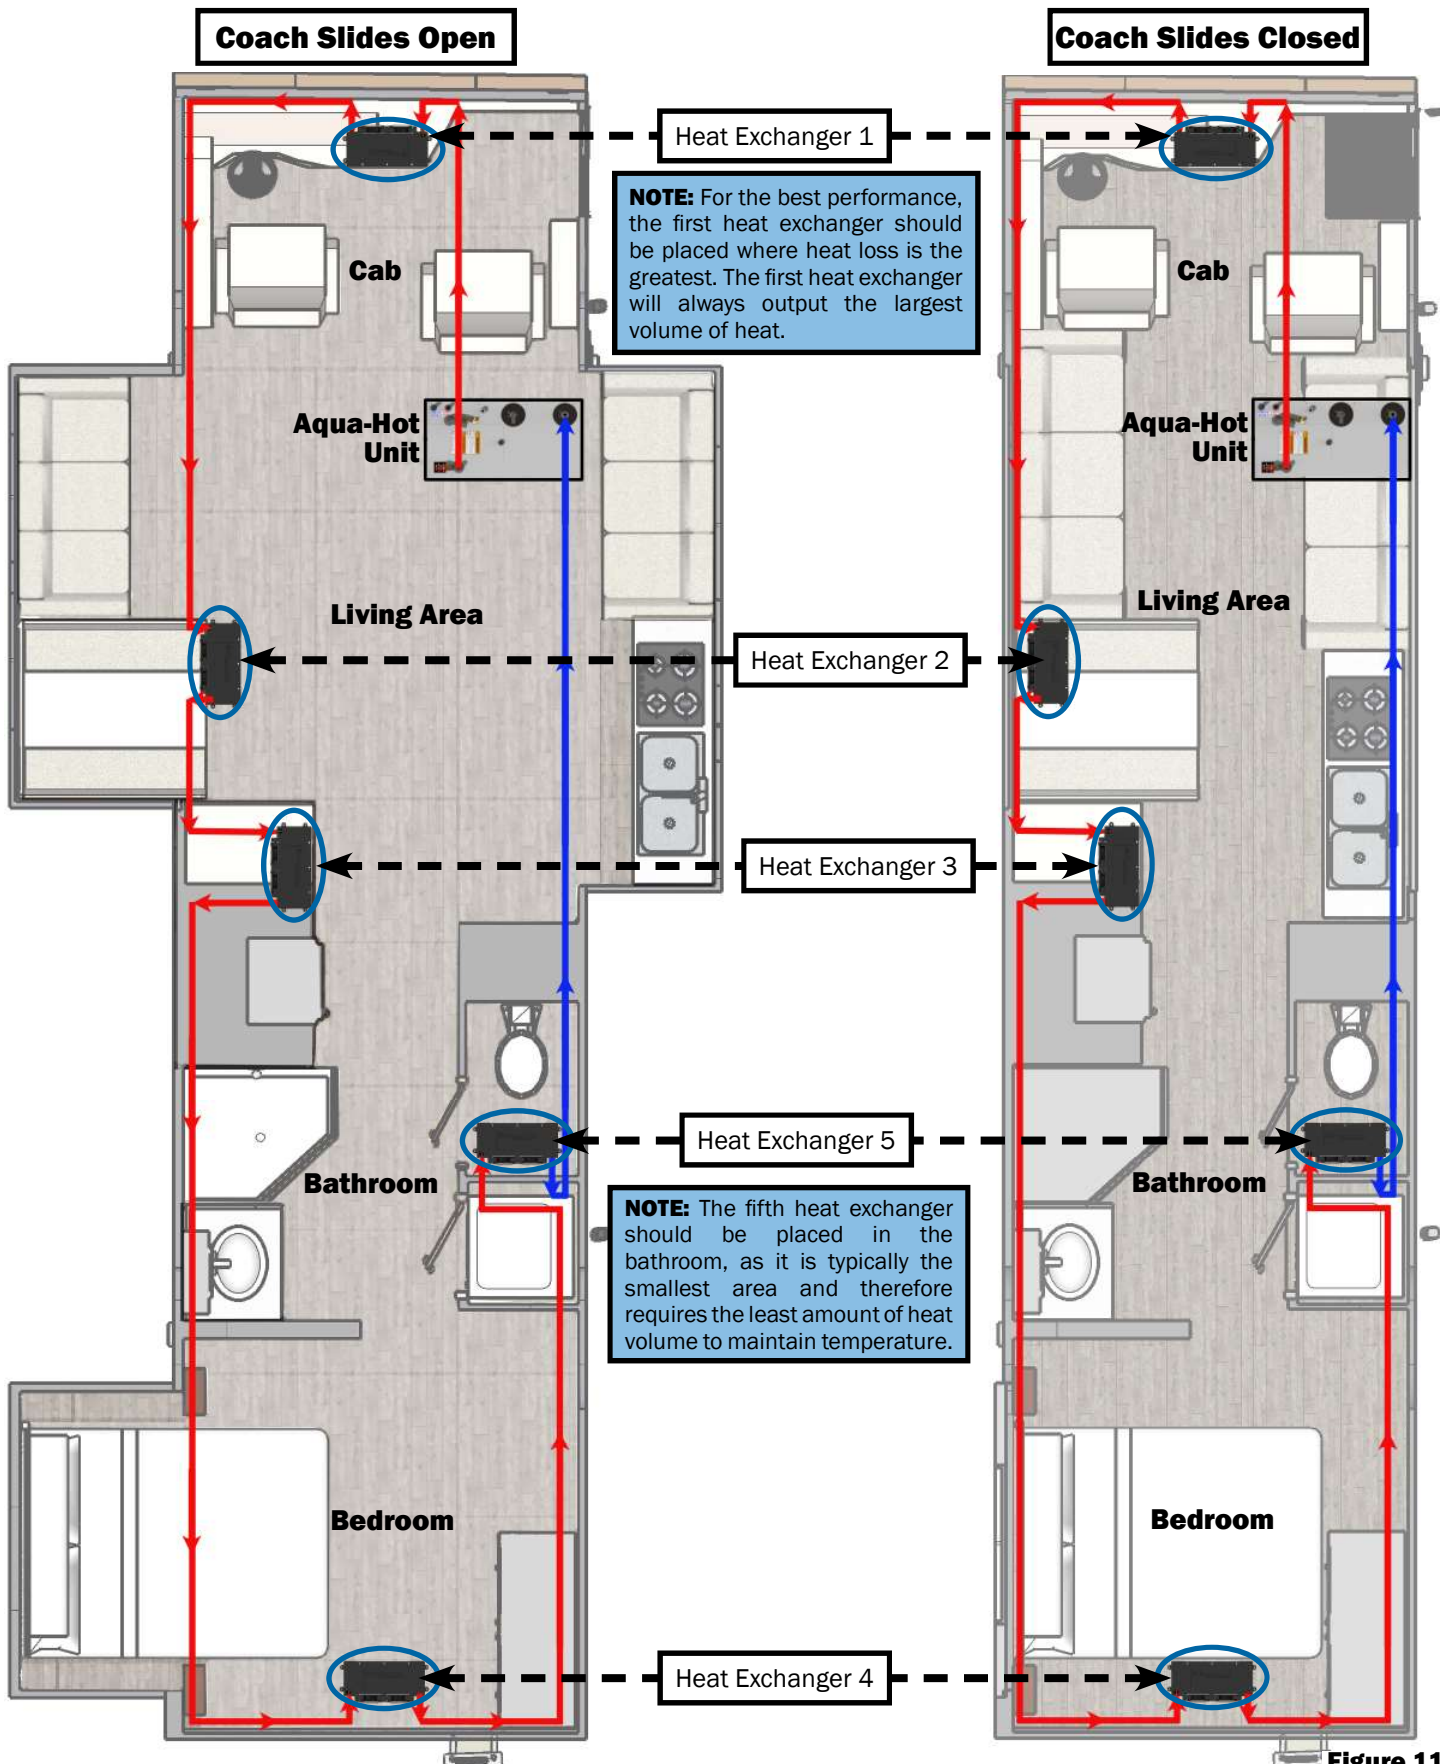 Coach Slides Open
Coach Slides Closed
Heat Exchanger 1
NOTE: For the best performance,
the first heat exchanger should
be placed where heat loss is the
greatest. The first heat exchanger
will always output the largest
volume of heat.
Cab
Cab
Aqua-Hot
Unit
Aqua-Hot
Unit
Living Area
Living Area
Heat Exchanger 2
Heat Exchanger 3
Heat Exchanger 5
Bathroom
Bathroom
NOTE: The fifth heat exchanger
should be placed in the
bathroom, as it is typically the
smallest area and therefore
requires the least amount of heat
volume to maintain temperature.
Bedroom
Bedroom
Heat Exchanger 4
Figure 11